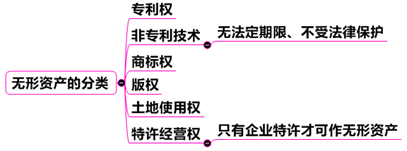 专利权
非专利技术
无法定期限、不受法律保护
商标权
无形资产的分类
版权
土地使用权
特许经营权
只有企业特许才可作无形资产